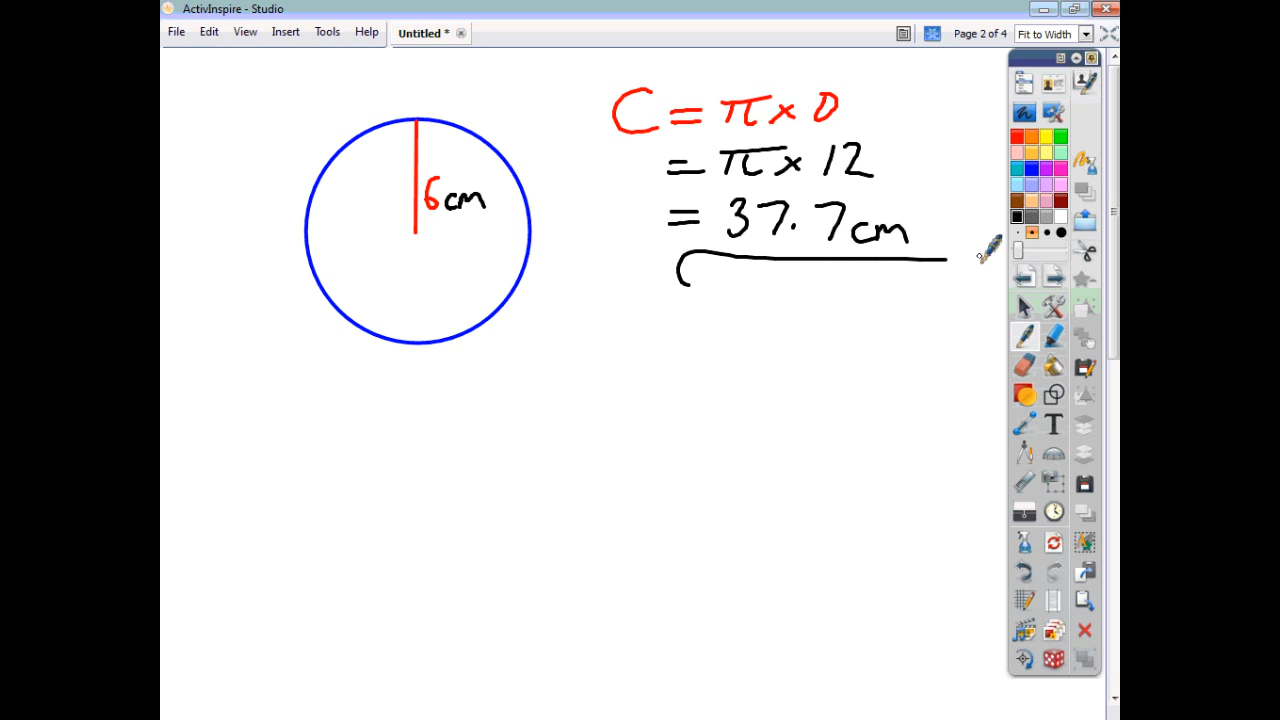 ActivInspire - Studio
File Edit View Insert Tools Help Untitled * Page 2 of 4 Fit to Width
C = π × D
= π × 12
6cm
= 37.7cm